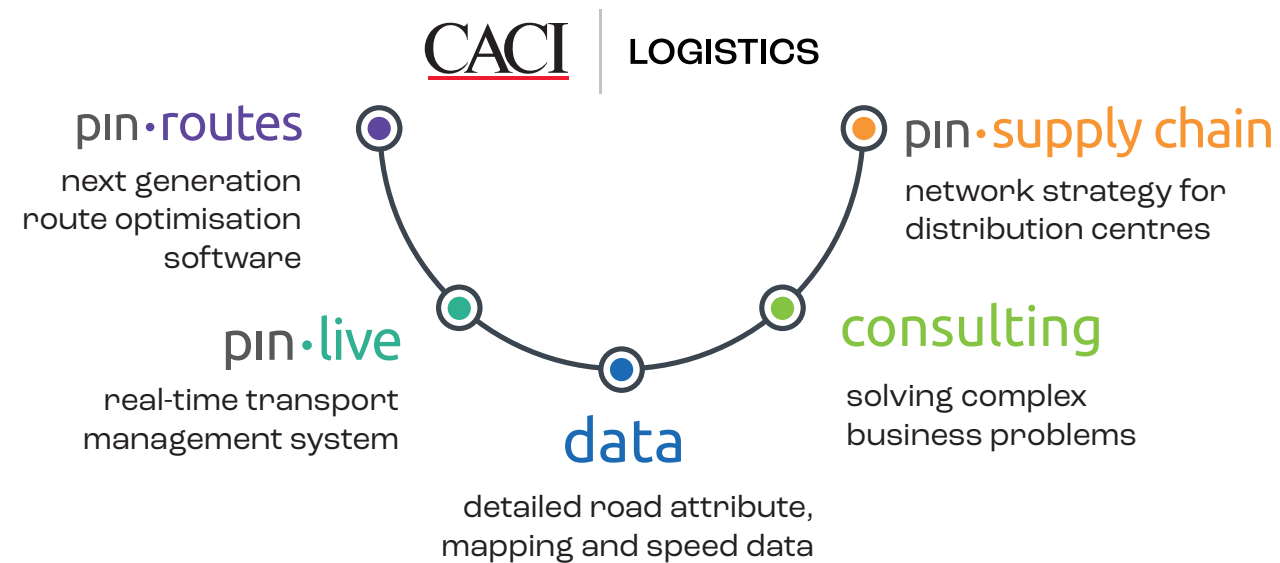 CACI
LOGISTICS
pin·routes
next generation
route optimisation
software
pin·live
real-time transport
management system
data
detailed road attribute,
mapping and speed data
consulting
solving complex
business problems
pin·supply chain
network strategy for
distribution centres